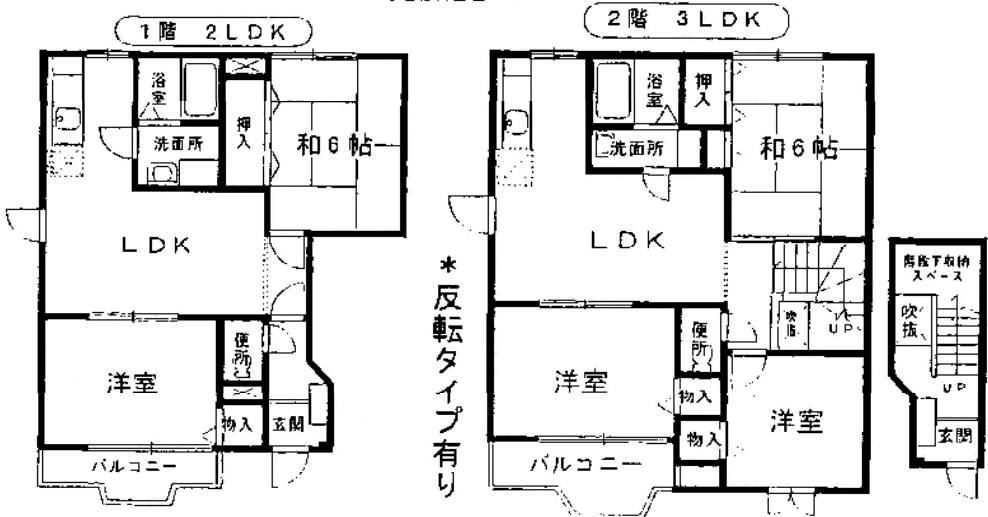 1階 2LDK
浴室
押入
和6帖
洗面所
LDK
便所
洋室
物入
玄関
バルコニー
*反転タイプ有り
2階 3LDK
浴室
押入
和6帖
洗面所
LDK
吹抜
UP
便所
洋室
物入
物入
洋室
バルコニー
階段下収納
スペース
吹抜
UP
玄関